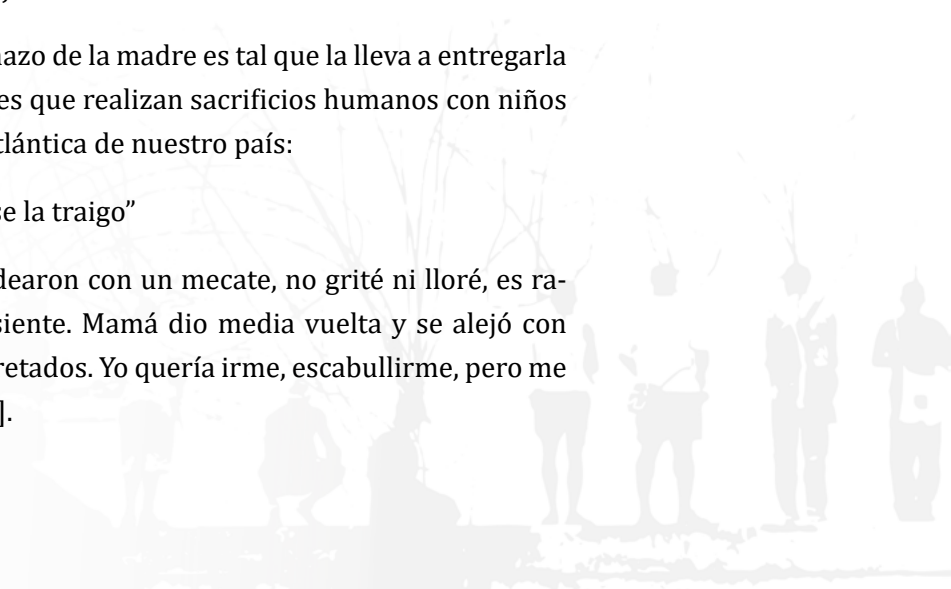 nazo de la madre es tal que la lleva a entregarla
es que realizan sacrificios humanos con niños
tlántica de nuestro país:
se la traigo”
dearon con un mecate, no grité ni lloré, es ra-
siente. Mamá dio media vuelta y se alejó con
retados. Yo quería irme, escabullirme, pero me
].